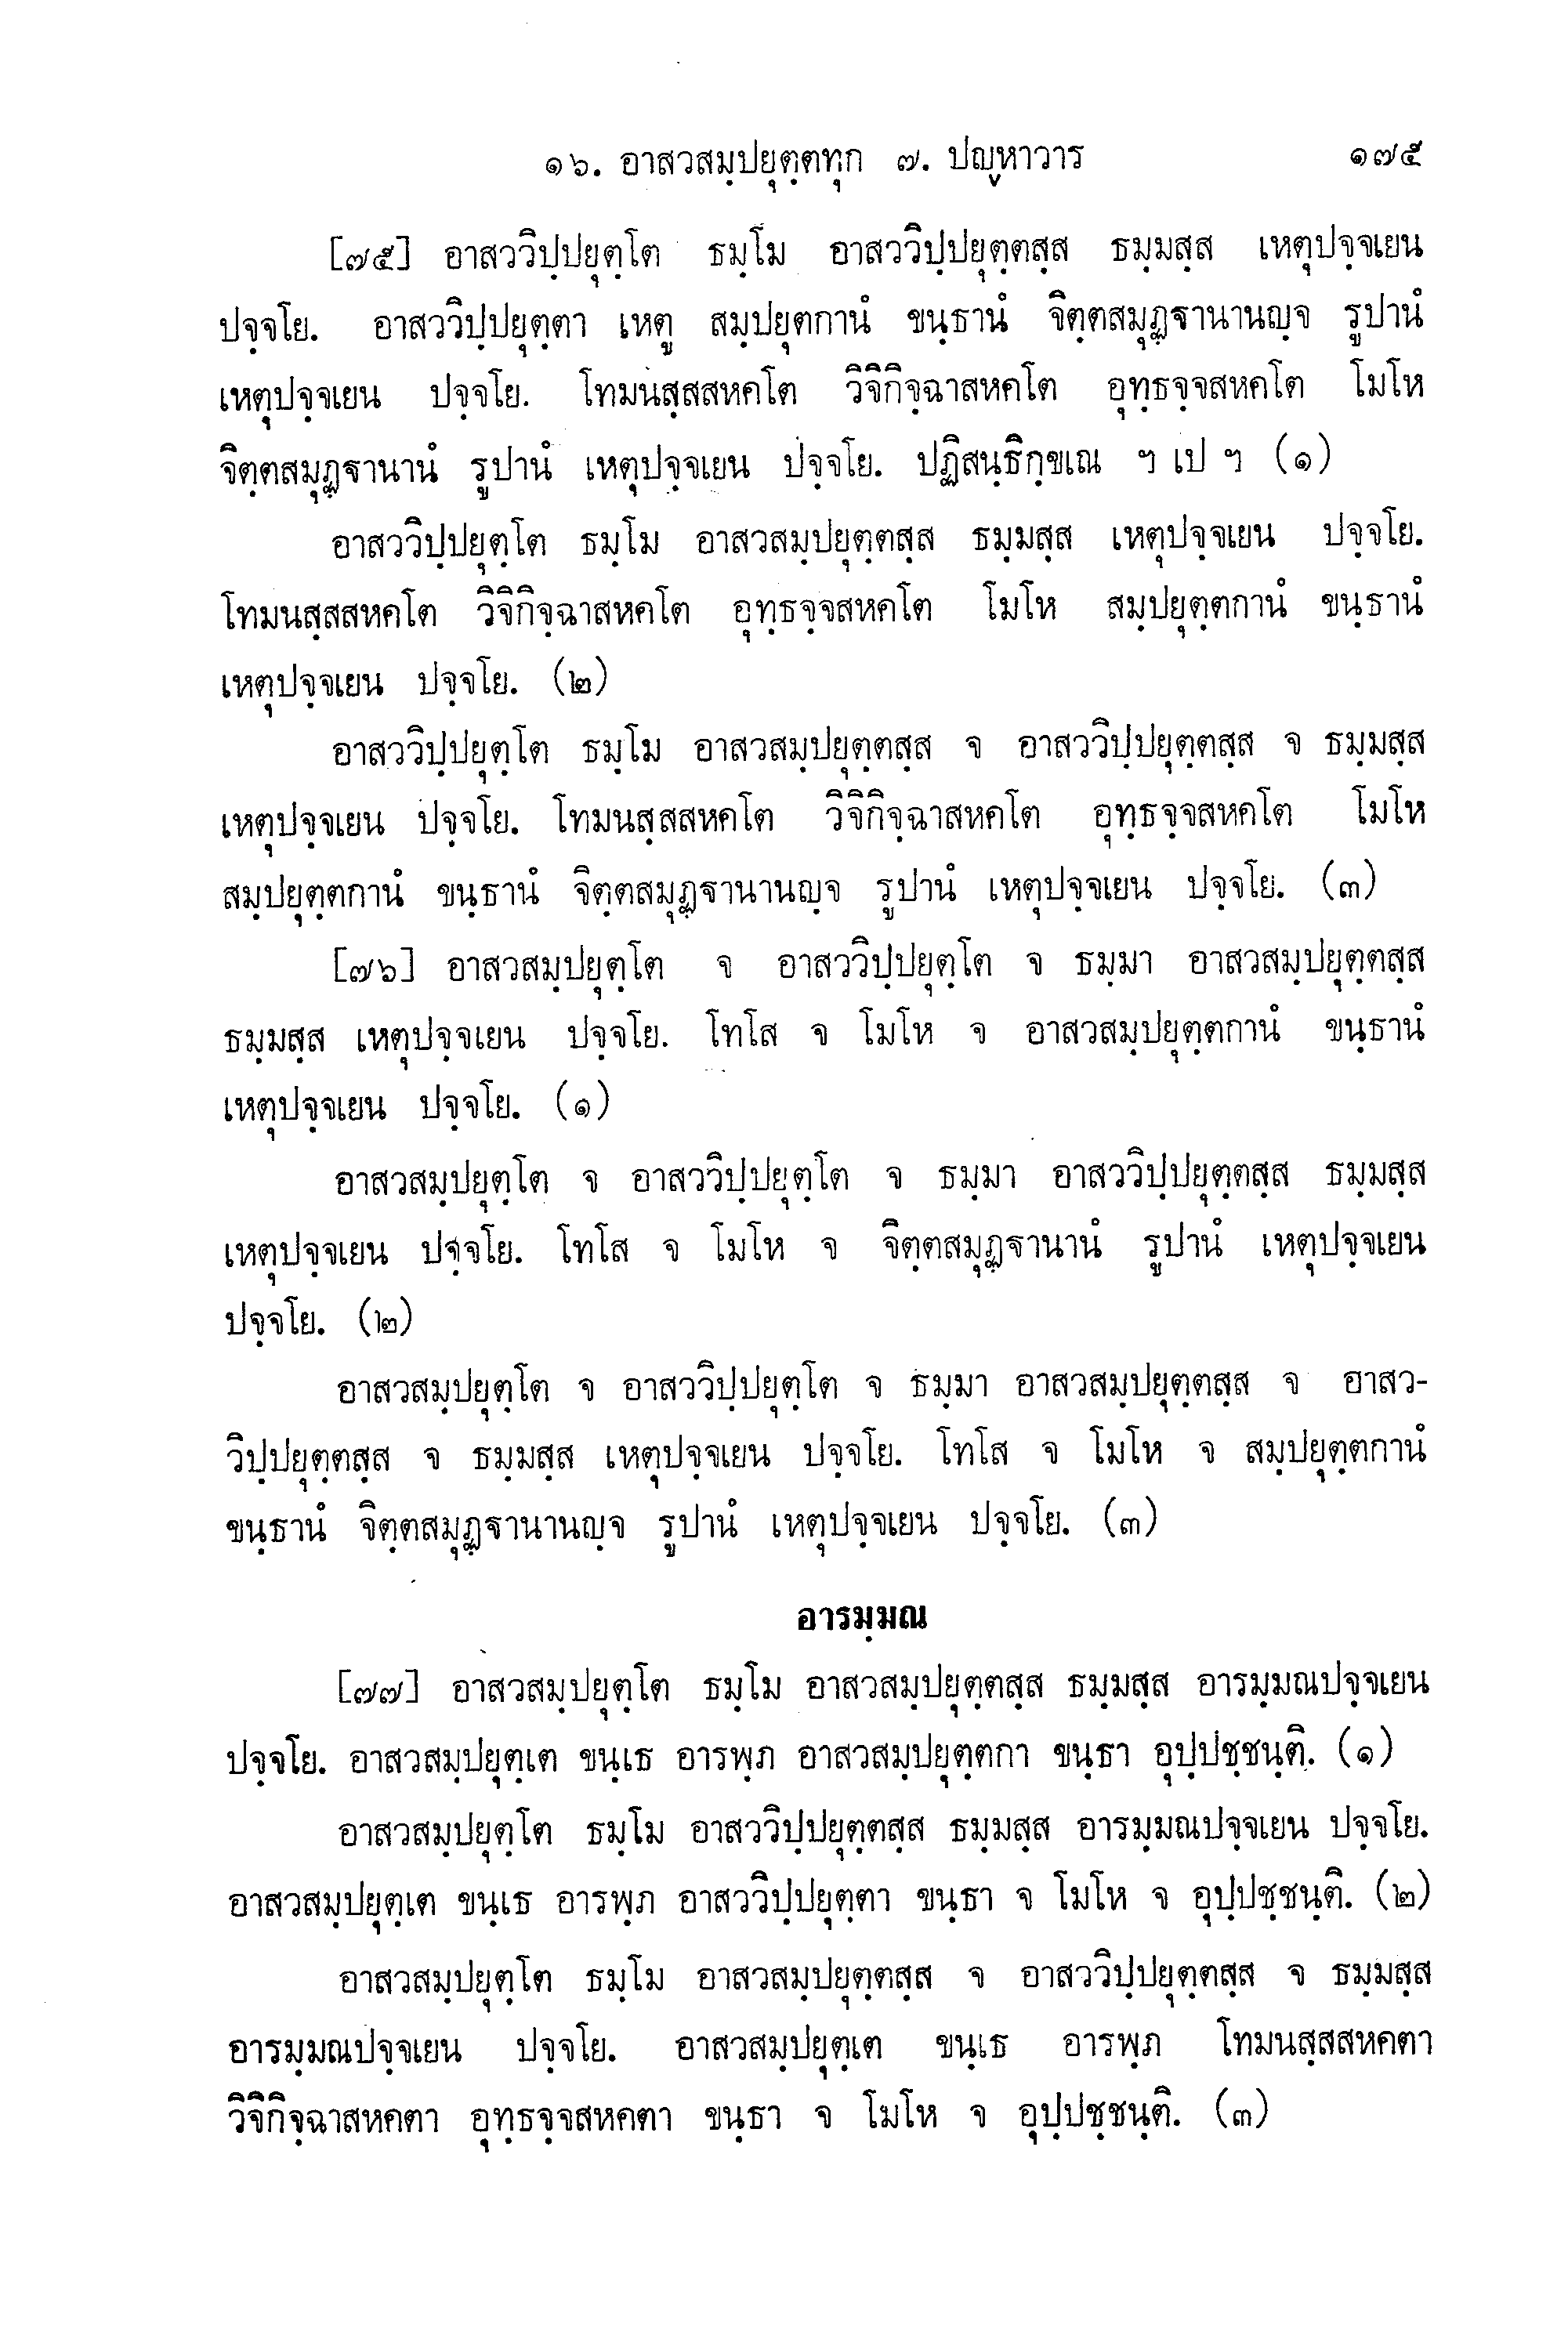 ๑๖. อาสวสมฺปยุตฺตทุก ๗. ปญฺหาวาร ๑๗๕
[๗๕] อาสววิปฺปยุตฺโต ธมฺโม อาสววิปฺปยุตฺตสฺส ธมฺมสฺส เหตุปจฺจเยน
ปจฺจโย. อาสววิปฺปยุตฺตา เหตู สมฺปยุตกานํ ขนฺธานํ จิตฺตสมุฏฺฐานานญฺจ รูปานํ
เหตุปจฺจเยน ปจฺจโย. โทมนสฺสสหคโต วิจิกิจฺฉาสหคโต อุทฺธจฺจสหคโต โมโห
จิตฺตสมุฏฺฐานานํ รูปานํ เหตุปจฺจเยน ปจฺจโย. ปฏิสนฺธิกฺขเณ ฯ เป ฯ (๑)
อาสววิปฺปยุตฺโต ธมฺโม อาสวสมฺปยุตฺตสฺส ธมฺมสฺส เหตุปจฺจเยน ปจฺจโย.
โทมนสฺสสหคโต วิจิกิจฺฉาสหคโต อุทฺธจฺจสหคโต โมโห สมฺปยุตฺตกานํ ขนฺธานํ
เหตุปจฺจเยน ปจฺจโย. (๒)
อาสววิปฺปยุตฺโต ธมฺโม อาสวสมฺปยุตฺตสฺส จ อาสววิปฺปยุตฺตสฺส จ ธมฺมสฺส
เหตุปจฺจเยน ปจฺจโย. โทมนสฺสสหคโต วิจิกิจฺฉาสหคโต อุทฺธจฺจสหคโต โมโห
สมฺปยุตฺตกานํ ขนฺธานํ จิตฺตสมุฏฺฐานานญฺจ รูปานํ เหตุปจฺจเยน ปจฺจโย. (๓)
[๗๖] อาสวสมฺปยุตฺโต จ อาสววิปฺปยุตฺโต จ ธมฺมา อาสวสมฺปยุตฺตสฺส
ธมฺมสฺส เหตุปจฺจเยน ปจฺจโย. โทโส จ โมโห จ อาสวสมฺปยุตฺตกานํ ขนฺธานํ
เหตุปจฺจเยน ปจฺจโย. (๑)
อาสวสมฺปยุตฺโต จ อาสววิปฺปยุตฺโต จ ธมฺมา อาสววิปฺปยุตฺตสฺส ธมฺมสฺส
เหตุปจฺจเยน ปจฺจโย. โทโส จ โมโห จ จิตฺตสมุฏฺฐานานํ รูปานํ เหตุปจฺจเยน
ปจฺจโย. (๒)
อาสวสมฺปยุตฺโต จ อาสววิปฺปยุตฺโต จ ธมฺมา อาสวสมฺปยุตฺตสฺส จ อาสว-
วิปฺปยุตฺตสฺส จ ธมฺมสฺส เหตุปจฺจเยน ปจฺจโย. โทโส จ โมโห จ สมฺปยุตฺตกานํ
ขนฺธานํ จิตฺตสมุฏฺฐานานญฺจ รูปานํ เหตุปจฺจเยน ปจฺจโย. (๓)
อารมฺมณ
[๗๗] อาสวสมฺปยุตฺโต ธมฺโม อาสวสมฺปยุตฺตสฺส ธมฺมสฺส อารมฺมณปจฺจเยน
ปจฺจโย. อาสวสมฺปยุตฺเต ขนฺเธ อารพฺภ อาสวสมฺปยุตฺตกา ขนฺธา อุปฺปชฺชนฺติ. (๑)
อาสวสมฺปยุตฺโต ธมฺโม อาสววิปฺปยุตฺตสฺส ธมฺมสฺส อารมฺมณปจฺจเยน ปจฺจโย.
อาสวสมฺปยุตฺเต ขนฺเธ อารพฺภ อาสววิปฺปยุตฺตา ขนฺธา จ โมโห จ อุปฺปชฺชนฺติ. (๒)
อาสวสมฺปยุตฺโต ธมฺโม อาสวสมฺปยุตฺตสฺส จ อาสววิปฺปยุตฺตสฺส จ ธมฺมสฺส
อารมฺมณปจฺจเยน ปจฺจโย. อาสวสมฺปยุตฺเต ขนฺเธ อารพฺภ โทมนสฺสสหคตา
วิจิกิจฺฉาสหคตา อุทฺธจฺจสหคตา ขนฺธา จ โมโห จ อุปฺปชฺชนฺติ. (๓)